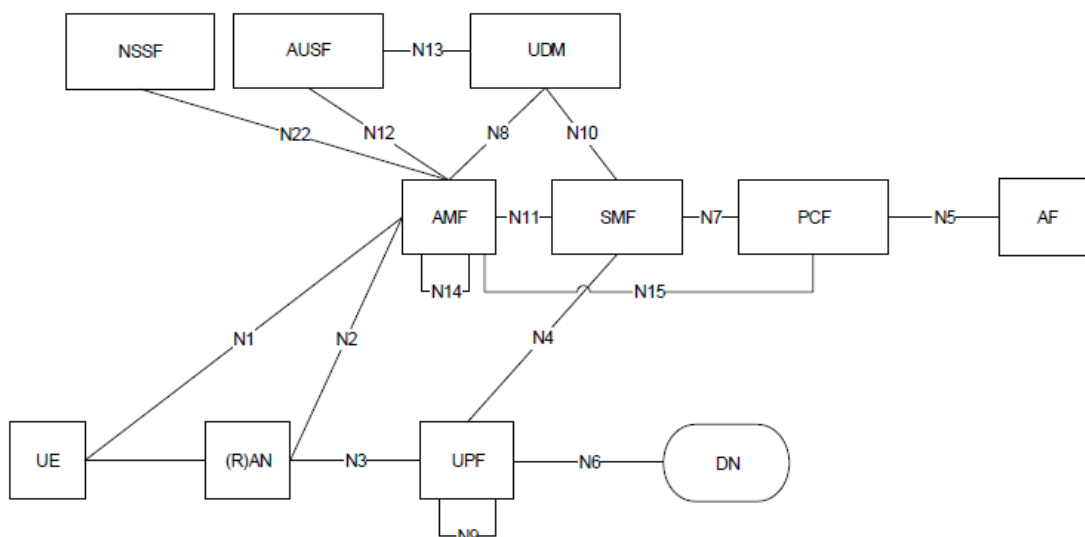 NSSF
AUSF
N13
UDM
N22
N12
N8
N10
AMF
N11
SMF
N7
PCF
N5
AF
N14
N15
N1
N2
N4
UE
(R)AN
N3
UPF
N6
DN
N9